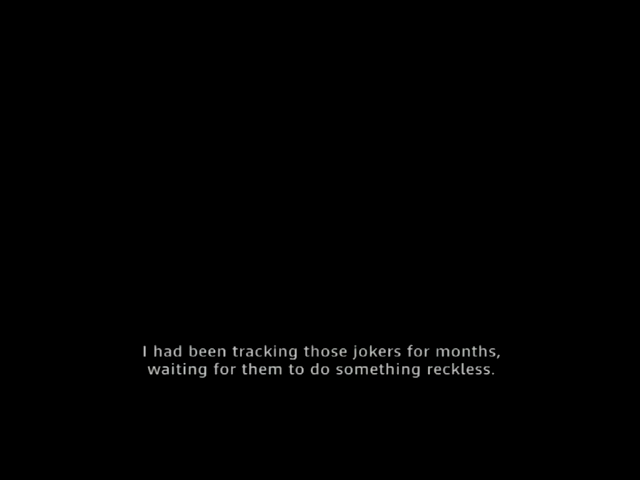 I had been tracking those jokers for months,
waiting for them to do something reckless.